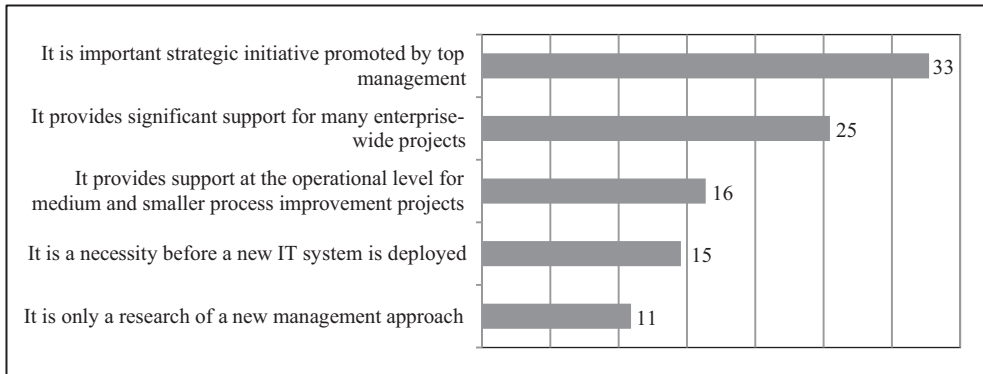 It is important strategic initiative promoted by top
management
33
It provides significant support for many enterprise-
wide projects
25
It provides support at the operational level for
medium and smaller process improvement projects
16
It is a necessity before a new IT system is deployed
15
It is only a research of a new management approach
11